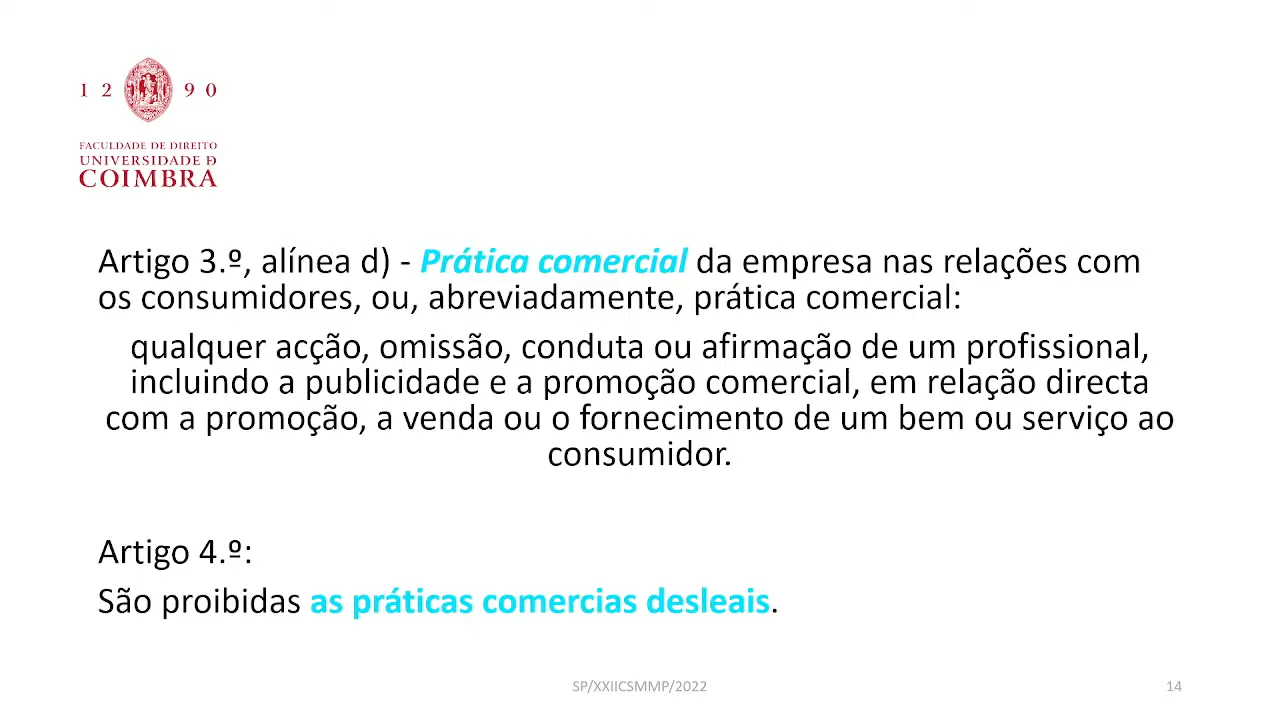 1 2 9 0
FACULDADE DE DIREITO
UNIVERSIDADE Ð
COIMBRA
Artigo 3.º, alínea d) - Prática comercial da empresa nas relações com
os consumidores, ou, abreviadamente, prática comercial:
qualquer acção, omissão, conduta ou afirmação de um profissional,
incluindo a publicidade e a promoção comercial, em relação directa
com a promoção, a venda ou o fornecimento de um bem ou serviço ao
consumidor.
Artigo 4.º:
São proibidas as práticas comercias desleais.
SP/XXIICSMMP/2022
14